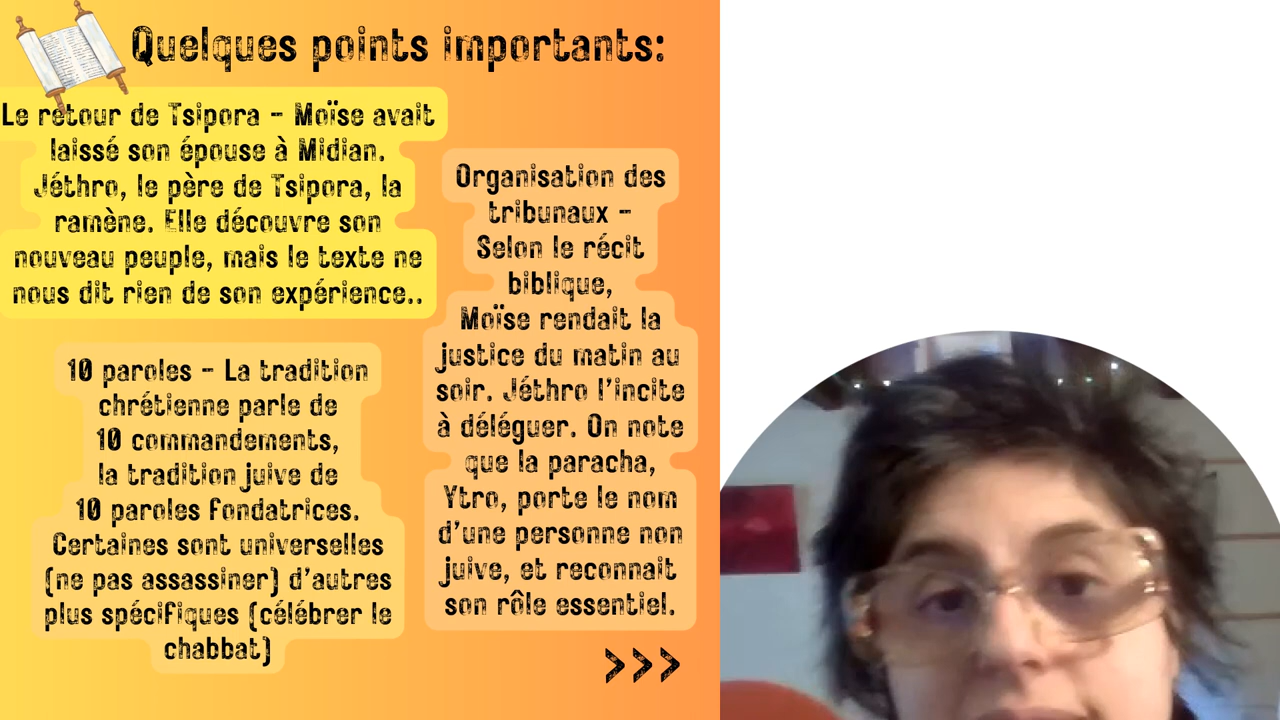 Quelques points importants:
Le retour de Tsipora - Moïse avait
laissé son épouse à Midian.
Jéthro, le père de Tsipora, la
ramène. Elle découvre son
nouveau peuple, mais le texte ne
nous dit rien de son expérience..
10 paroles - La tradition
chrétienne parle de
10 commandements,
la tradition juive de
10 paroles fondatrices.
Certaines sont universelles
(ne pas assassiner) d'autres
plus spécifiques (célébrer le
chabbat)
Organisation des
tribunaux -
Selon le récit
biblique,
Moïse rendait la
justice du matin au
soir. Jéthro l'incite
à déléguer. On note
que la paracha,
Ytro, porte le nom
d'une personne non
juive, et reconnait
son rôle essentiel.
>>>